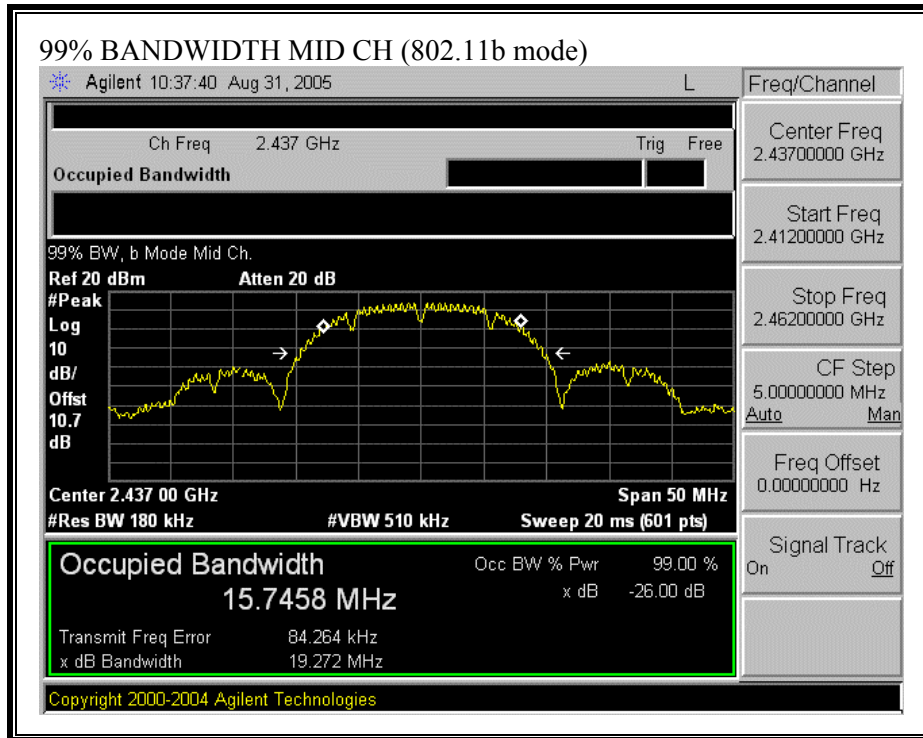 99% BANDWIDTH MID CH (802.11b mode)
Agilent 10:37:40 Aug 31, 2005 L Freq/Channel
Ch Freq 2.437 GHz Trig Free
Occupied Bandwidth
Center Freq
2.43700000 GHz
Start Freq
2.41200000 GHz
Stop Freq
2.46200000 GHz
CF Step
5.00000000 MHz
Auto Man
Freq Offset
0.00000000 Hz
Signal Track
On Off
99% BW, b Mode Mid Ch.
Ref 20 dBm Atten 20 dB
#Peak
Log
10
dB/
Offst
10.7
dB
Center 2.437 00 GHz Span 50 MHz
#Res BW 180 kHz #VBW 510 kHz Sweep 20 ms (601 pts)
Occupied Bandwidth Occ BW % Pwr 99.00 %
15.7458 MHz x dB -26.00 dB
Transmit Freq Error 84.264 kHz
x dB Bandwidth 19.272 MHz
Copyright 2000-2004 Agilent Technologies